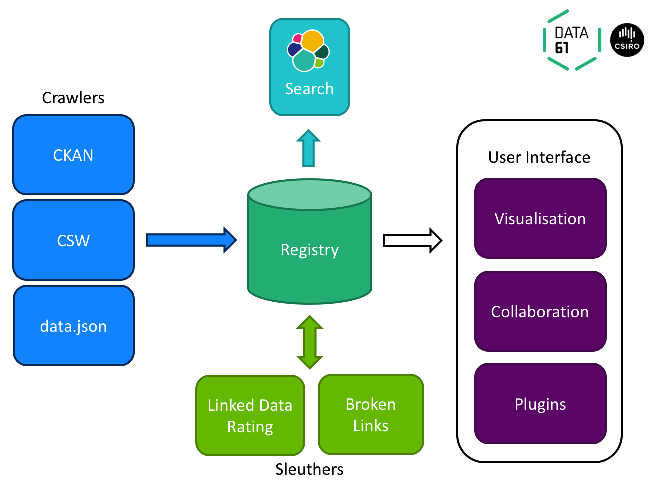 DATA
61
CSIRO
Search
Crawlers
CKAN
CSW
data.json
Registry
User Interface
Visualisation
Collaboration
Plugins
Linked Data
Rating
Broken
Links
Sleuthers